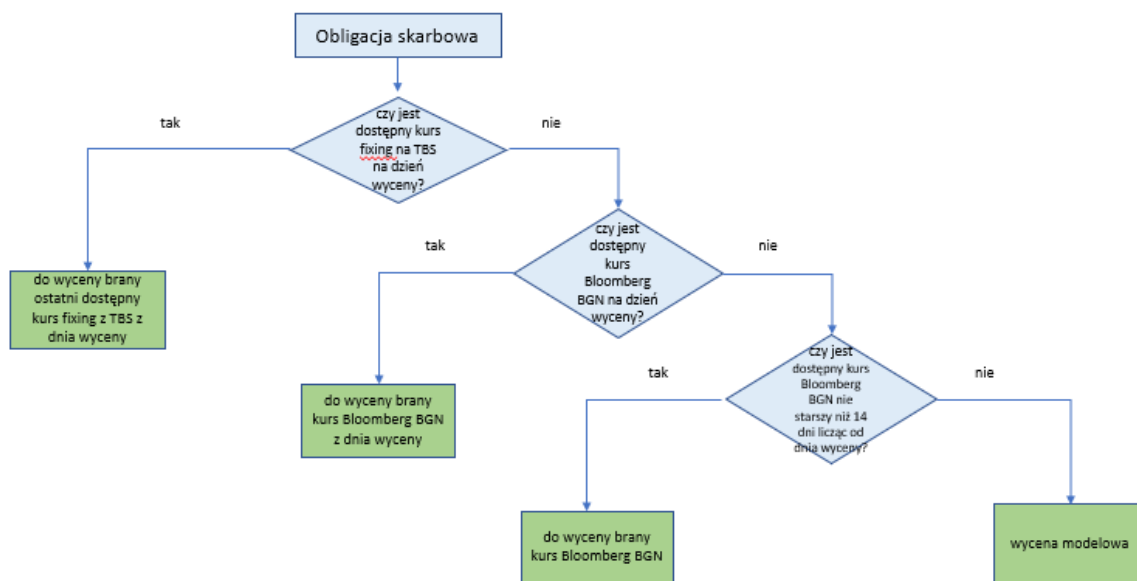 Obligacja skarbowa
czy jest
dostępny kurs
fixing na TBS
na dzień
wyceny?
tak
nie
do wyceny brany
ostatni dostępny
kurs fixing z TBS z
dnia wyceny
czy jest
dostępny
kurs
Bloomberg
BGN na dzień
wyceny?
tak
nie
do wyceny brany
kurs Bloomberg BGN
z dnia wyceny
czy jest
dostępny kurs
Bloomberg
BGN nie
starszy niż 14
dni licząc od
dnia wyceny?
tak
nie
do wyceny brany
kurs Bloomberg BGN
wycena modelowa